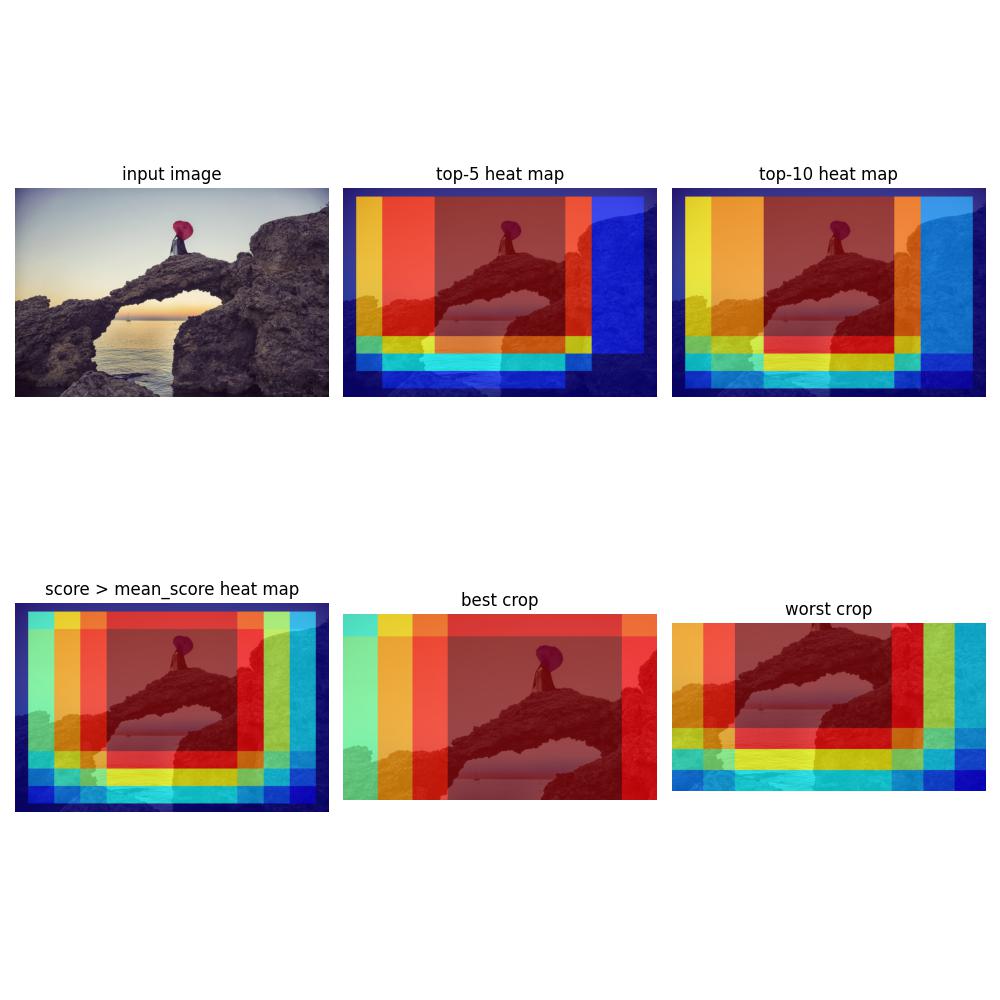 input image
top-5 heat map
top-10 heat map
score > mean_score heat map
best crop
worst crop